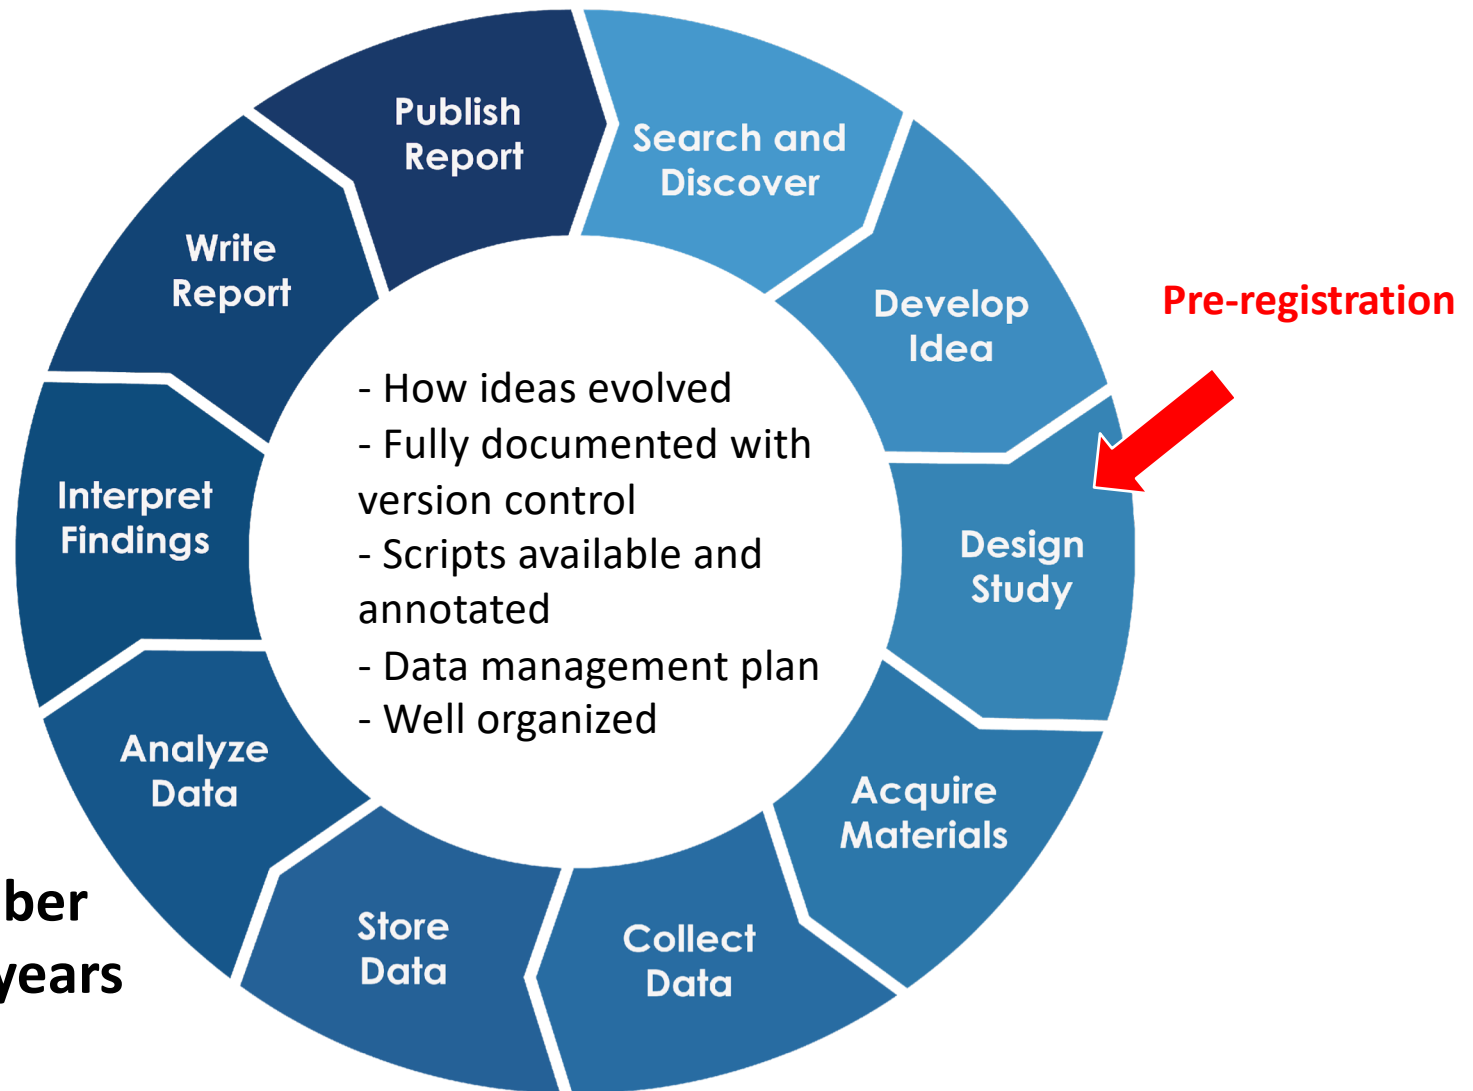 Publish
Report
Search and
Discover
Develop
Idea
Pre-registration
Design
Study
Acquire
Materials
Collect
Data
Store
Data
Analyze
Data
Interpret
Findings
Write
Report
- How ideas evolved
- Fully documented with
version control
- Scripts available and
annotated
- Data management plan
- Well organized
ber
years